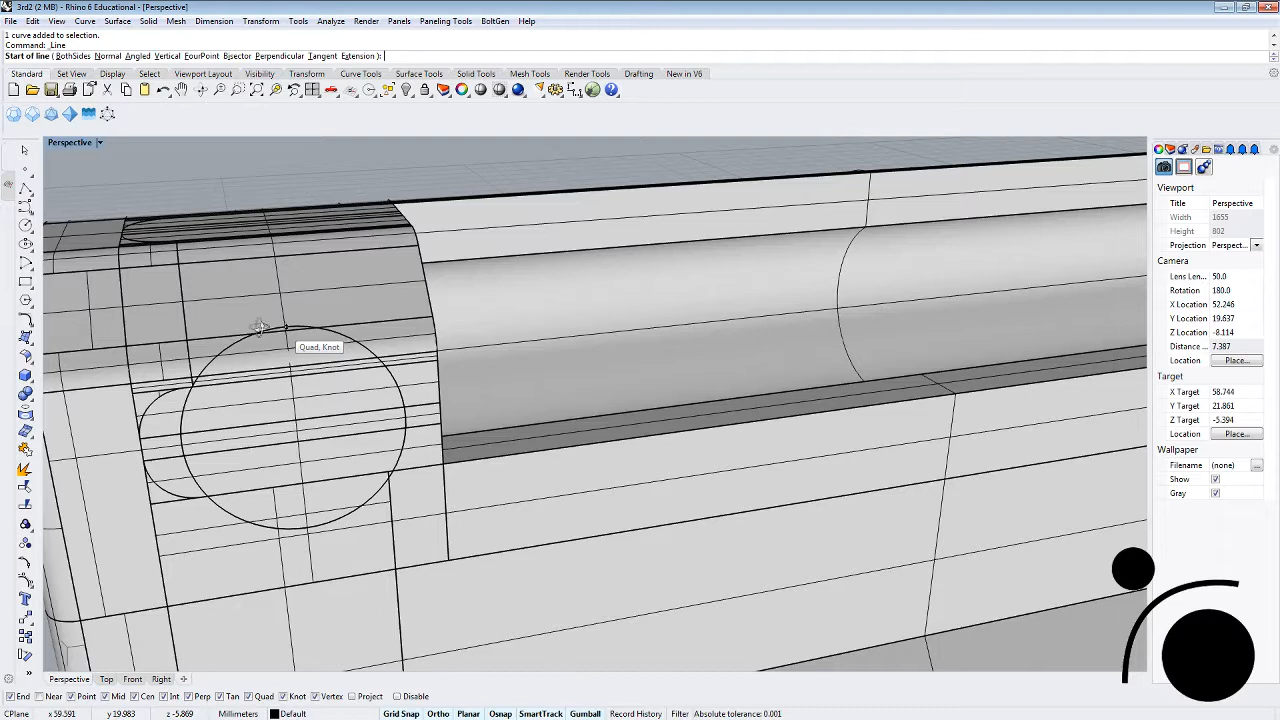 3rd2 (2 MB) - Rhino 6 Educational - [Perspective]
File Edit View Curve Surface Solid Mesh Dimension Transform Tools Analyze Render Panels Paneling Tools BoltGen Help
1 curve added to selection.
Command: _Line
Start of line ( BothSides Normal Angled Vertical FourPoint Bisector Perpendicular Tangent Extension ):
Standard Set View Display Select Viewport Layout Visibility Transform Curve Tools Surface Tools Solid Tools Mesh Tools Render Tools Drafting New in V6
Perspective
Quad, Knot
Viewport
Title Perspective
Width 1655
Height 802
Projection Perspect...
Camera
Lens Len... 50.0
Rotation 180.0
X Location 52.246
Y Location 19.637
Z Location -8.114
Distance ... 7.387
Location Place...
Target
X Target 58.744
Y Target 21.861
Z Target -5.394
Location Place...
Wallpaper
Filename (none) ...
Show
Gray
Perspective Top Front Right
End Near Point Mid Cen Int Perp Tan Quad Knot Vertex Project Disable
CPlane x 59.591 y 19.983 z -5.869 Millimeters Default Grid Snap Ortho Planar Osnap SmartTrack Gumball Record History Filter Absolute tolerance: 0.001